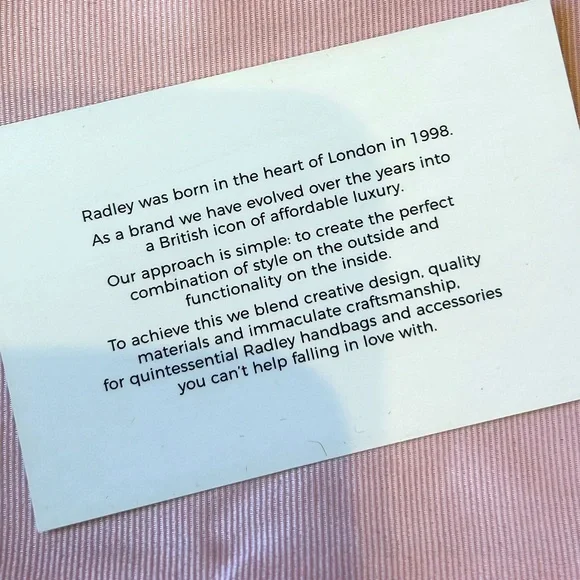 Radley was born in the heart of London in 1998.
As a brand we have evolved over the years into
a British icon of affordable luxury.
Our approach is simple: to create the perfect
combination of style on the outside and
functionality on the inside.
To achieve this we blend creative design, quality
materials and immaculate craftsmanship,
for quintessential Radley handbags and accessories
you can't help falling in love with.